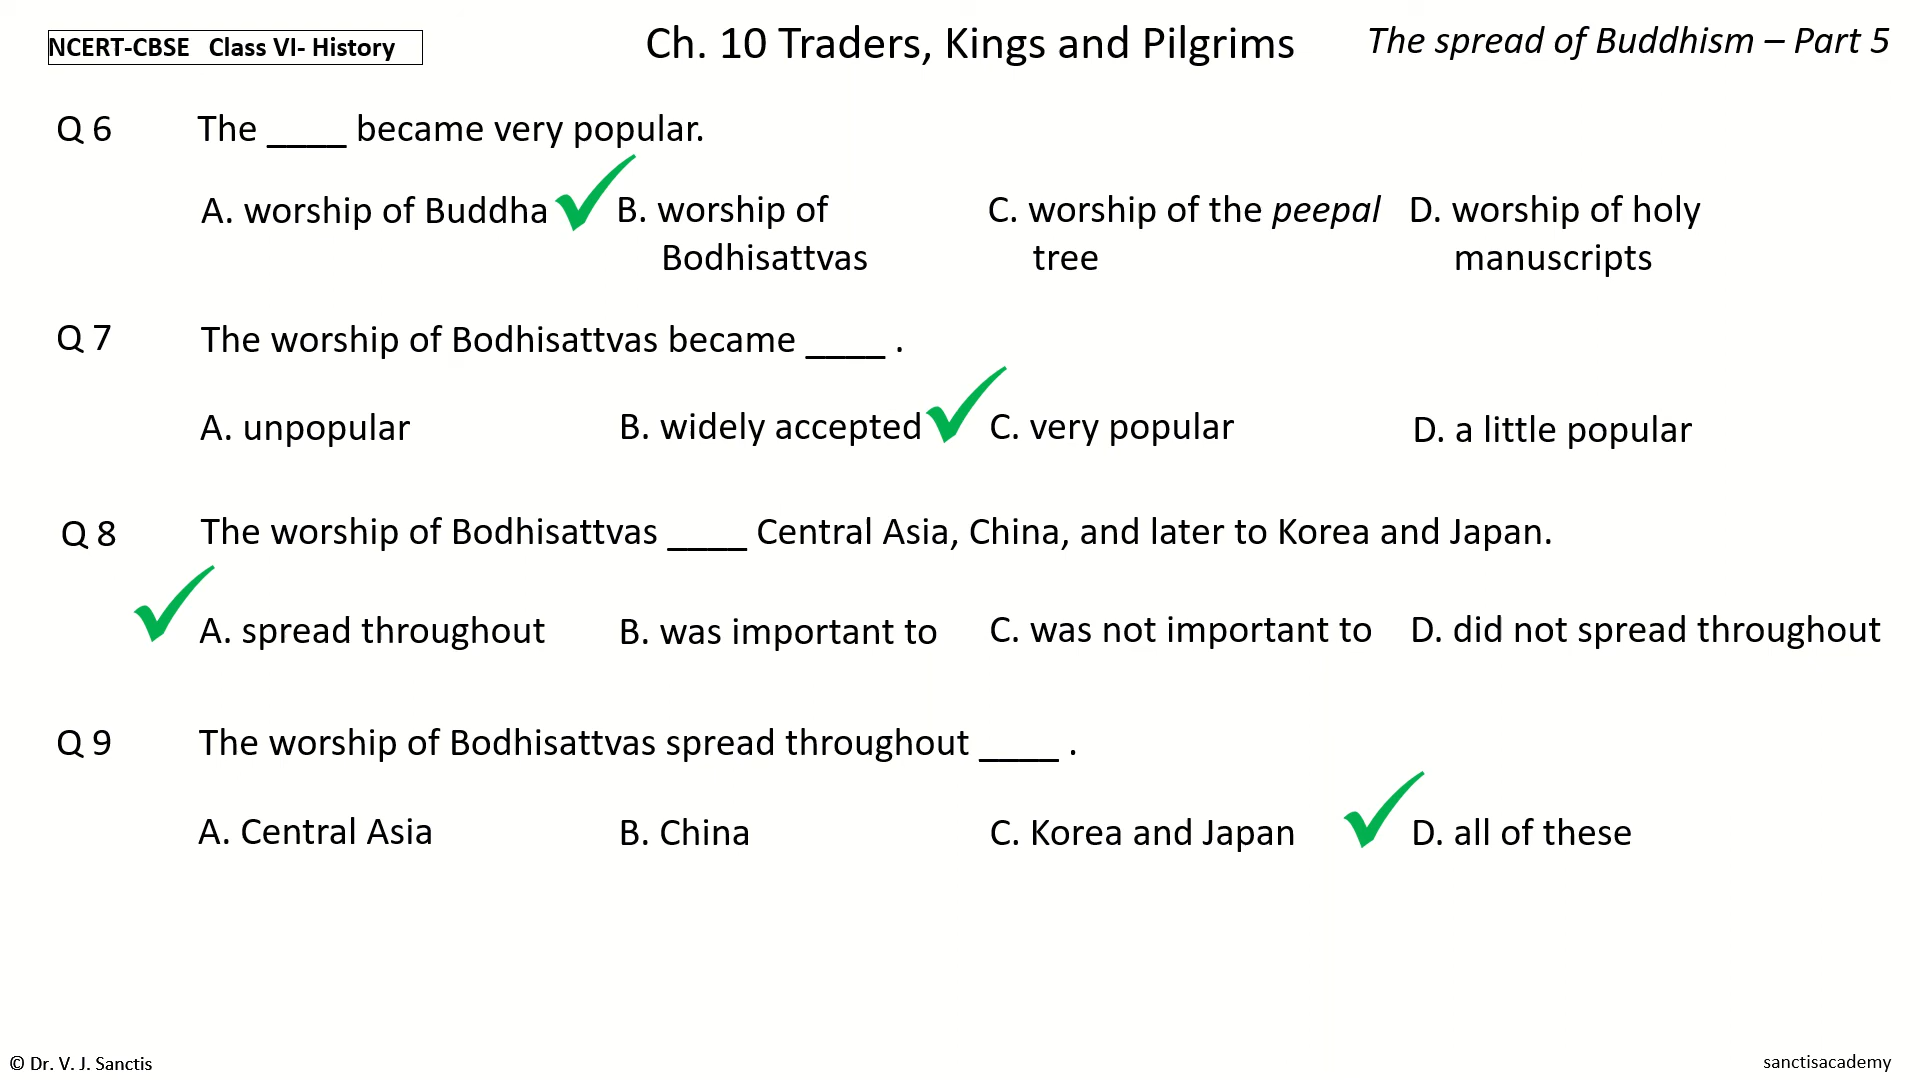 NCERT-CBSE Class VI- History
Ch. 10 Traders, Kings and Pilgrims
The spread of Buddhism – Part 5
Q 6 The ____ became very popular.
A. worship of Buddha B. worship of C. worship of the peepal D. worship of holy
Bodhisattvas tree manuscripts
Q 7 The worship of Bodhisattvas became ____ .
A. unpopular B. widely accepted C. very popular D. a little popular
Q 8 The worship of Bodhisattvas ____ Central Asia, China, and later to Korea and Japan.
A. spread throughout B. was important to C. was not important to D. did not spread throughout
Q 9 The worship of Bodhisattvas spread throughout ____ .
A. Central Asia B. China C. Korea and Japan D. all of these
© Dr. V. J. Sanctis
sanctisacademy